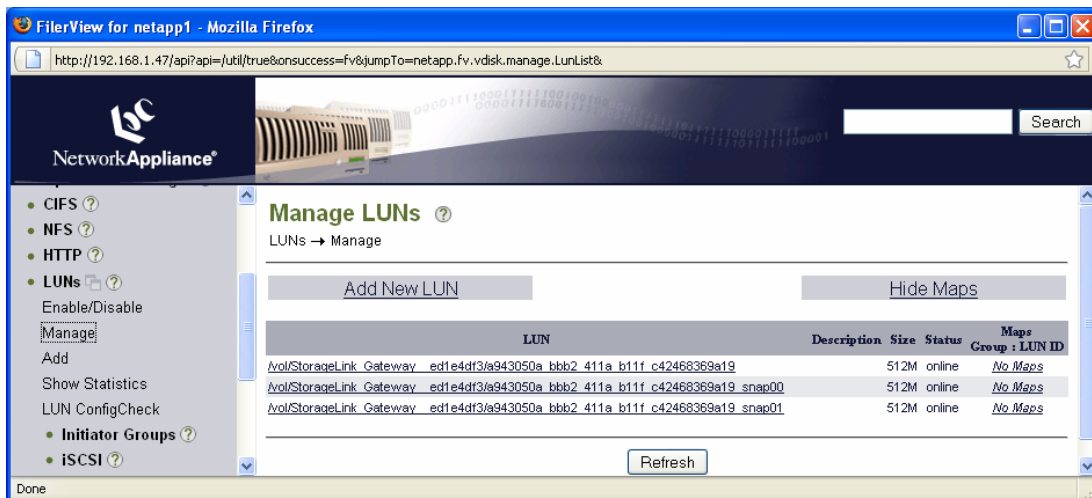 FilerView for netapp1 - Mozilla Firefox
http://192.168.1.47/api?api=/util/true&onsuccess=fv&jumpTo=netapp.fv.vdisk.manage.LunList&
NetworkAppliance®
Search
CIFS
NFS
HTTP
LUNs
Enable/Disable
Manage
Add
Show Statistics
LUN ConfigCheck
Initiator Groups
iSCSI
Manage LUNs
LUNs → Manage
Add New LUN Hide Maps
LUN Description Size Status Maps Group : LUN ID
/vol/StorageLink_Gateway__ed1e4df3/a943050a_bbb2_411a_b11f_c42468369a19 512M online No Maps
/vol/StorageLink_Gateway__ed1e4df3/a943050a_bbb2_411a_b11f_c42468369a19_snap00 512M online No Maps
/vol/StorageLink_Gateway__ed1e4df3/a943050a_bbb2_411a_b11f_c42468369a19_snap01 512M online No Maps
Refresh
Done